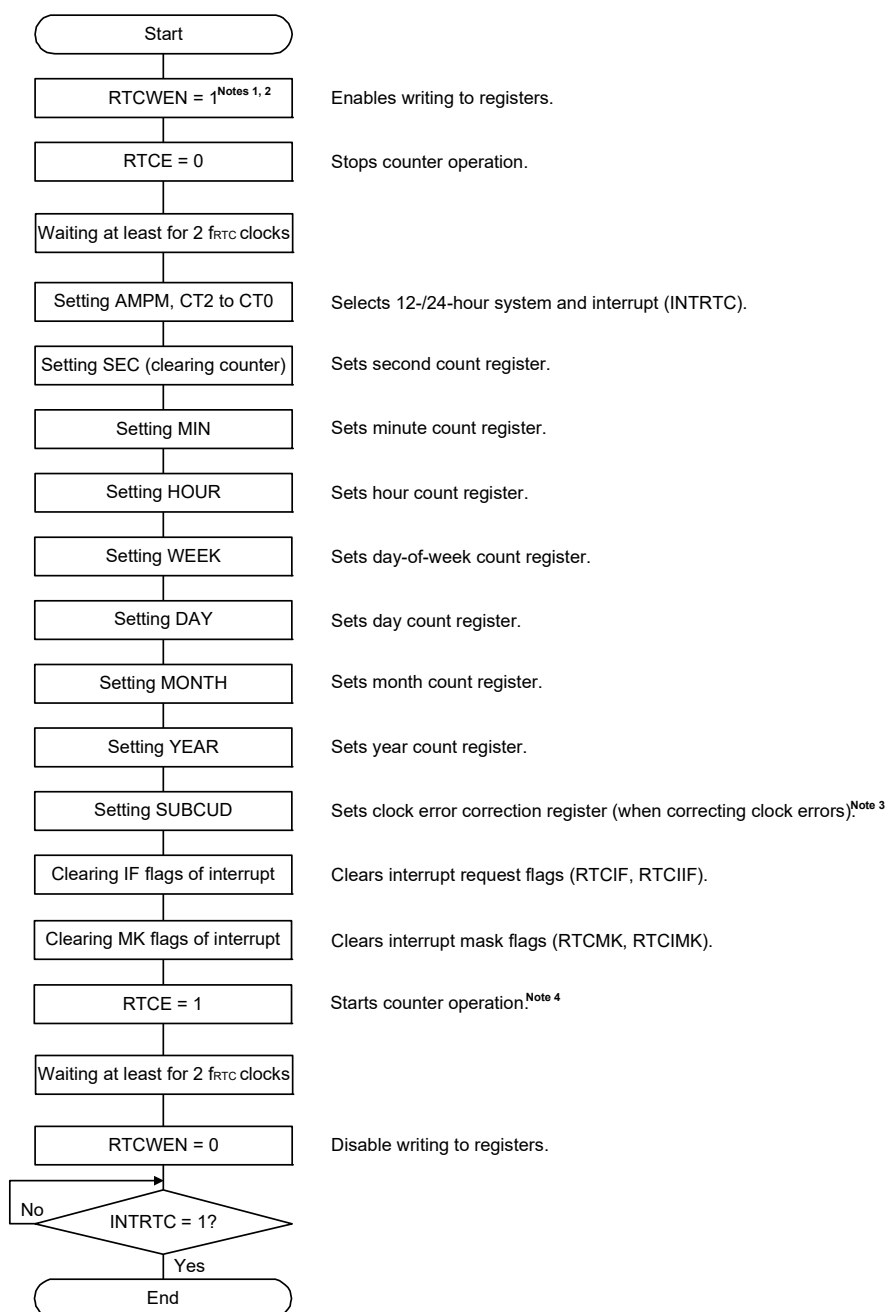 Start
RTCWEN = 1 Notes 1, 2 Enables writing to registers.
RTCE = 0 Stops counter operation.
Waiting at least for 2 fRTC clocks
Setting AMPM, CT2 to CT0 Selects 12-/24-hour system and interrupt (INTRTC).
Setting SEC (clearing counter) Sets second count register.
Setting MIN Sets minute count register.
Setting HOUR Sets hour count register.
Setting WEEK Sets day-of-week count register.
Setting DAY Sets day count register.
Setting MONTH Sets month count register.
Setting YEAR Sets year count register.
Setting SUBCUD Sets clock error correction register (when correcting clock errors). Note 3
Clearing IF flags of interrupt Clears interrupt request flags (RTCIF, RTCIIF).
Clearing MK flags of interrupt Clears interrupt mask flags (RTCMK, RTCIMK).
RTCE = 1 Starts counter operation. Note 4
Waiting at least for 2 fRTC clocks
RTCWEN = 0 Disable writing to registers.
No
INTRTC = 1?
Yes
End